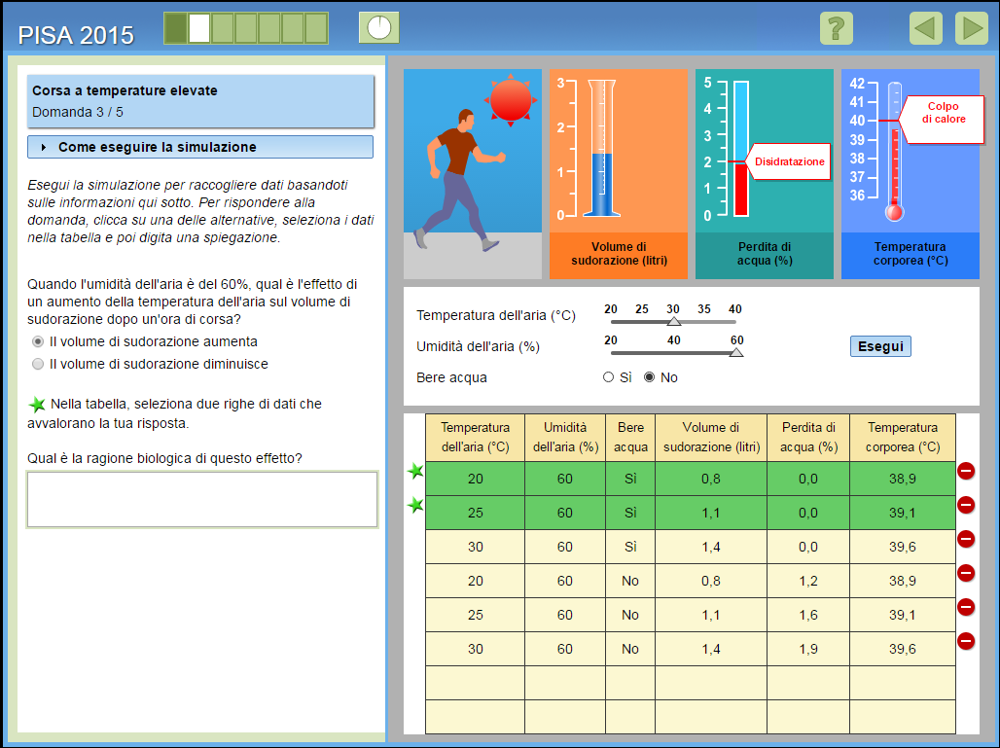 PISA 2015
?
Corsa a temperature elevate
Domanda 3 / 5
Come eseguire la simulazione
Esegui la simulazione per raccogliere dati basandoti
sulle informazioni qui sotto. Per rispondere alla
domanda, clicca su una delle alternative, seleziona i dati
nella tabella e poi digita una spiegazione.
Quando l'umidità dell'aria è del 60%, qual è l'effetto di
un aumento della temperatura dell'aria sul volume di
sudorazione dopo un'ora di corsa?
Il volume di sudorazione aumenta
Il volume di sudorazione diminuisce
Nella tabella, seleziona due righe di dati che
avvalorano la tua risposta.
Qual è la ragione biologica di questo effetto?
3
2
1
0
Volume di
sudorazione (litri)
5
4
3
2
1
0
Disidratazione
Perdita di
acqua (%)
42
41
40
39
38
37
36
Colpo
di calore
Temperatura
corporea (°C)
Temperatura dell'aria (°C) 20 25 30 35 40
Umidità dell'aria (%) 20 40 60
Bere acqua Sì No
Esegui
Temperatura dell'aria (°C) Umidità dell'aria (%) Bere acqua Volume di sudorazione (litri) Perdita di acqua (%) Temperatura corporea (°C)
20 60 Sì 0,8 0,0 38,9
25 60 Sì 1,1 0,0 39,1
30 60 Sì 1,4 0,0 39,6
20 60 No 0,8 1,2 38,9
25 60 No 1,1 1,6 39,1
30 60 No 1,4 1,9 39,6